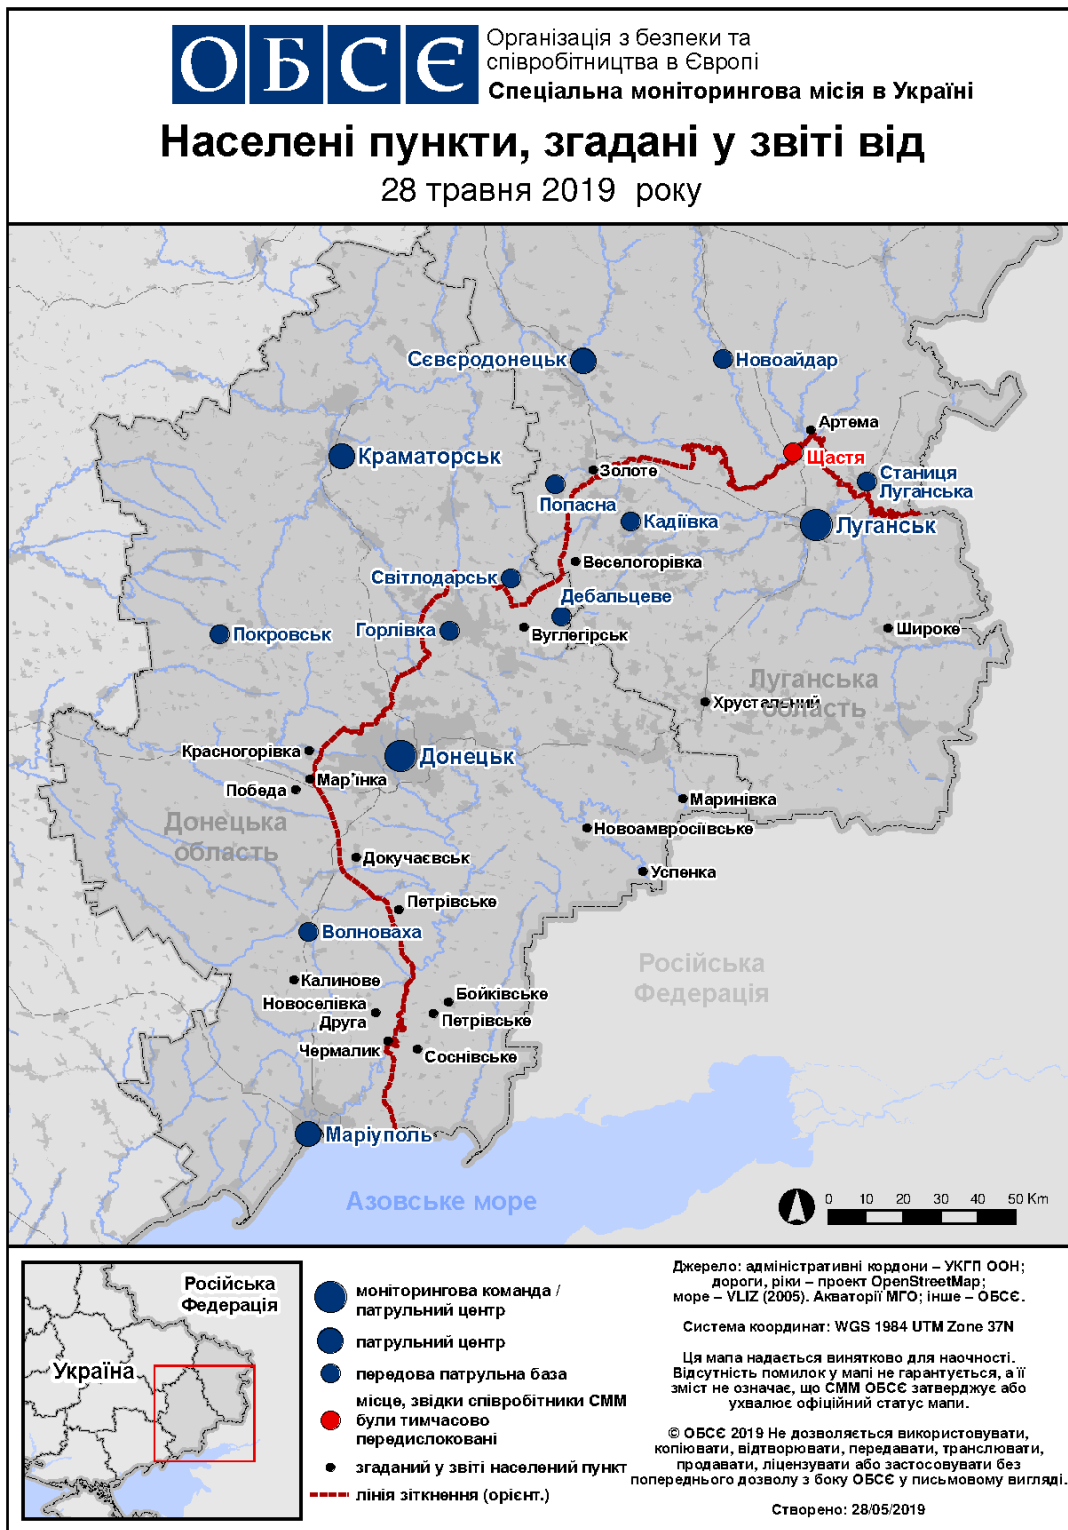 ОБСЄ
Організація з безпеки та
співробітництва в Європі
Спеціальна моніторингова місія в Україні
Населені пункти, згадані у звіті від
28 травня 2019 року
Сєвєродонецьк
Новоайдар
Артема
Щастя
Краматорськ
Золоте
Станиця
Луганська
Попасна
Кадіївка
Луганськ
Веселогорівка
Світлодарськ
Дебальцеве
Покровськ
Горлівка
Вуглегірськ
Широке
Луганська
область
Хрустальний
Красногорівка
Донецьк
Мар'їнка
Победа
Маринівка
Донецька
область
Новоамвросіївське
Докучаєвськ
Успенка
Петрівське
Волноваха
Російська
Федерація
Калинове
Бойківське
Новоселівка
Друга
Петрівське
Чермалик
Соснівське
Маріуполь
Азовське море
0 10 20 30 40 50 Km
Російська
Федерація
Україна
моніторингова команда /
патрульний центр
патрульний центр
передова патрульна база
місце, звідки співробітники СММ
були тимчасово
передислоковані
згаданий у звіті населений пункт
лінія зіткнення (орієнт.)
Джерело: адміністративні кордони – УКГП ООН;
дороги, ріки – проект OpenStreetMap;
море – VLIZ (2005). Акваторії МГО; інше – ОБСЄ.
Система координат: WGS 1984 UTM Zone 37N
Ця мапа надається винятково для наочності.
Відсутність помилок у мапі не гарантується, а її
зміст не означає, що СММ ОБСЄ затверджує або
ухвалює офіційний статус мапи.
© ОБСЄ 2019 Не дозволяється використовувати,
копіювати, відтворювати, передавати, транслювати,
продавати, ліцензувати або застосовувати без
попереднього дозволу з боку ОБСЄ у письмовому вигляді.
Створено: 28/05/2019